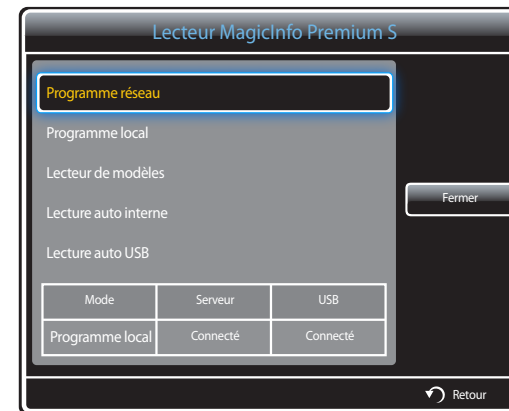 Lecteur MagicInfo Premium S
Programme réseau
Programme local
Lecteur de modèles
Lecture auto interne
Lecture auto USB
Fermer
Mode Serveur USB
Programme local Connecté Connecté
Retour